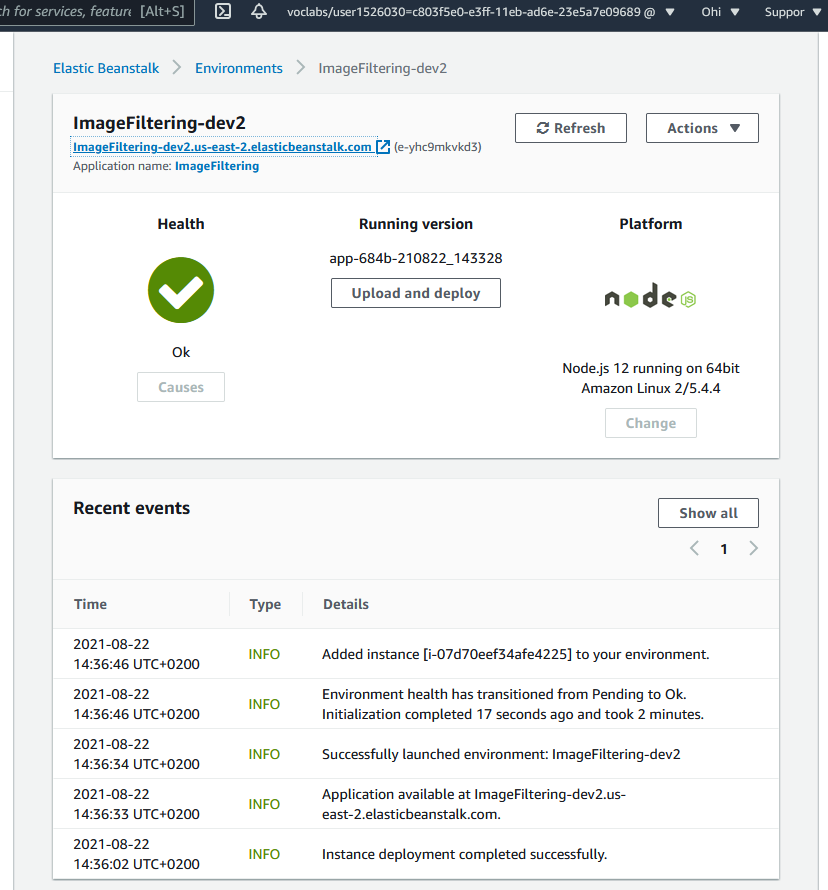 ch for services, feature [Alt+S] voclabs/user1526030=c803f5e0-e3ff-11eb-ad6e-23e5a7e09689 @ Ohi Suppor
Elastic Beanstalk Environments ImageFiltering-dev2
ImageFiltering-dev2
Refresh Actions
ImageFiltering-dev2.us-east-2.elasticbeanstalk.com (e-yhc9mkvkd3)
Application name: ImageFiltering
Health Running version Platform
app-684b-210822_143328
Upload and deploy
node JS
Ok
Causes
Node.js 12 running on 64bit
Amazon Linux 2/5.4.4
Change
Recent events
Show all
1
Time Type Details
2021-08-22
14:36:46 UTC+0200 INFO Added instance [i-07d70eef34afe4225] to your environment.
2021-08-22
14:36:46 UTC+0200 INFO Environment health has transitioned from Pending to Ok.
Initialization completed 17 seconds ago and took 2 minutes.
2021-08-22
14:36:34 UTC+0200 INFO Successfully launched environment: ImageFiltering-dev2
2021-08-22
14:36:33 UTC+0200 INFO Application available at ImageFiltering-dev2.us-
east-2.elasticbeanstalk.com.
2021-08-22
14:36:02 UTC+0200 INFO Instance deployment completed successfully.